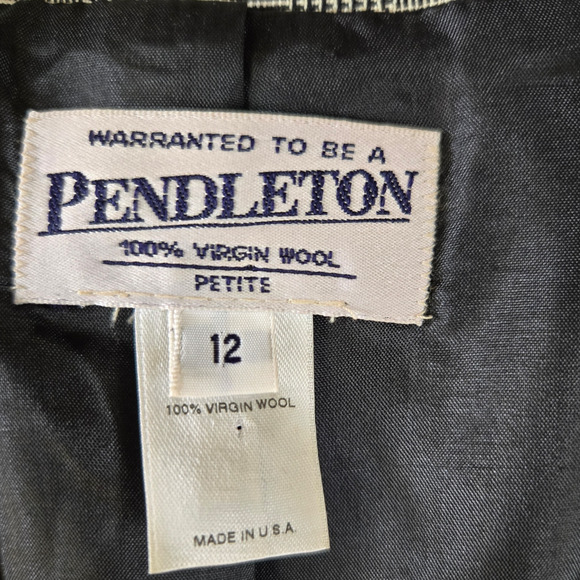 WARRANTED TO BE A
PENDLETON
100% VIRGIN WOOL
PETITE
12
100% VIRGIN WOOL
MADE IN U.S.A.